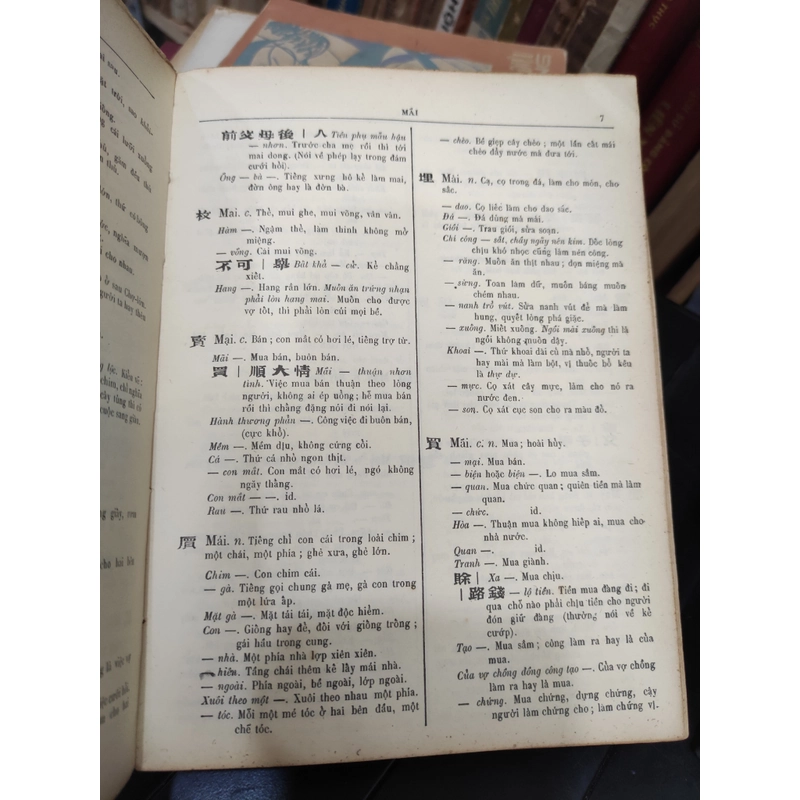 MÃI
7
前父母後 | 人 Tiền phụ mẫu hậu
— nhơn. Trước cha mẹ rồi thì tới
mai dong. (Nói về phép lạy trong đám
cưới hỏi).
Ông — bà —. Tiếng xưng hô kẻ làm mai,
đờn ông hay là đờn bà.
枚 Mai. c. Thẻ, mui ghe, mui võng, vân vân.
Hàm —. Ngậm thẻ, làm thinh không mở
miệng.
— võng. Cái mui võng.
不可 | 舉 Bất khả — cử. Kể chẳng
xiết.
Hang —. Hang rắn lớn. Muốn ăn trứng nhạn
phải lòn hang mai. Muốn cho được
vợ tốt, thì phải lòn cúi mọi bề.
賣 Mại. c. Bán; con mắt có hơi lé, tiếng trợ từ.
Mãi —. Mua bán, buôn bán.
買 | 順人情 Mãi — thuận nhơn
tình. Việc mua bán thuận theo lòng
người, không ai ép uổng; hễ mua bán
rồi thì chẳng đặng nói đi nói lại.
Hành thương phần —. Công việc đi buôn bán,
(cực khổ).
Mềm —. Mềm dịu, không cứng cỏi.
Cá —. Thứ cá nhỏ ngon thịt.
— con mắt. Con mắt có hơi lé, ngó không
ngay thẳng.
Con mắt — —. id.
Rau —. Thứ rau nhỏ lá.
Mái. n. Tiếng chỉ con cái trong loài chim;
một chái, một phía; ghẻ xưa, ghẻ lớn.
Chim —. Con chim cái.
— gà. Tiếng gọi chung gà mẹ, gà con trong
một lứa ấp.
Mặt gà —. Mặt tái tái, mặt độc hiểm.
Con —. Giống hay đẻ, đối với giống trống;
gái hầu trong cung.
— nhà. Một phía nhà lợp xiên xiên.
— hiên. Tầng chái thêm kề lấy mái nhà.
— ngoài. Phía ngoài, bề ngoài, lớp ngoài.
Xuôi theo một —. Xuôi theo nhau một phía.
— tóc. Mỗi một mé tóc ở hai bên đầu, một
chế tóc.
— chèo. Bề giẹp cây chèo; một lần cất mái
chèo đẩy nước mà đưa tới.
埋 Mài. n. Cạ, cọ trong đá, làm cho mòn, cho
sắc.
— dao. Cọ liếc làm cho dao sắc.
Đá —. Đá dùng mà mài.
Giồi —. Trau giồi, sửa soạn.
Chí công — sắt, chầy ngày nên kim. Dốc lòng
chịu khó nhọc cũng làm nên công.
— răng. Muốn ăn thịt nhau; dọn miệng mà
ăn.
— sừng. Toan làm dữ, muốn báng muốn
chém nhau.
— nanh trổ vút. Sửa nanh vút để mà làm
hung, quyết lòng phá giặc.
— xuống. Miết xuống. Ngồi mài xuống thì là
ngồi không muốn dậy.
Khoai —. Thứ khoai dài củ mà nhổ, người ta
hay mài mà làm bột, vị thuốc bổ kêu
là thự dự.
— mực. Cọ xát cây mực, làm cho nó ra
nước đen.
— son. Cọ xát cục son cho ra màu đỏ.
買 Mãi. c. n. Mua; hoài hủy.
— mại. Mua bán.
— biện hoặc biện —. Lo mua sắm.
— quan. Mua chức quan; quiên tiền mà làm
quan.
— chức. id.
Hòa —. Thuận mua không hiếp ai, mua cho
nhà nước.
Quan —. id.
Tranh —. Mua giành.
賖 | Xa —. Mua chịu.
| 路錢 — lộ tiền. Tiền mua đàng đi; đi
qua chỗ nào phải chịu tiền cho người
đón giữ đàng (thường nói về kẻ
cướp).
Tạo —. Mua sắm; công làm ra hay là của
mua.
Của vợ chồng đồng công tạo —. Của vợ chồng
làm ra hay là mua.
— chứng. Mua chứng, dựng chứng, cậy
người làm chứng cho; làm chứng vị.